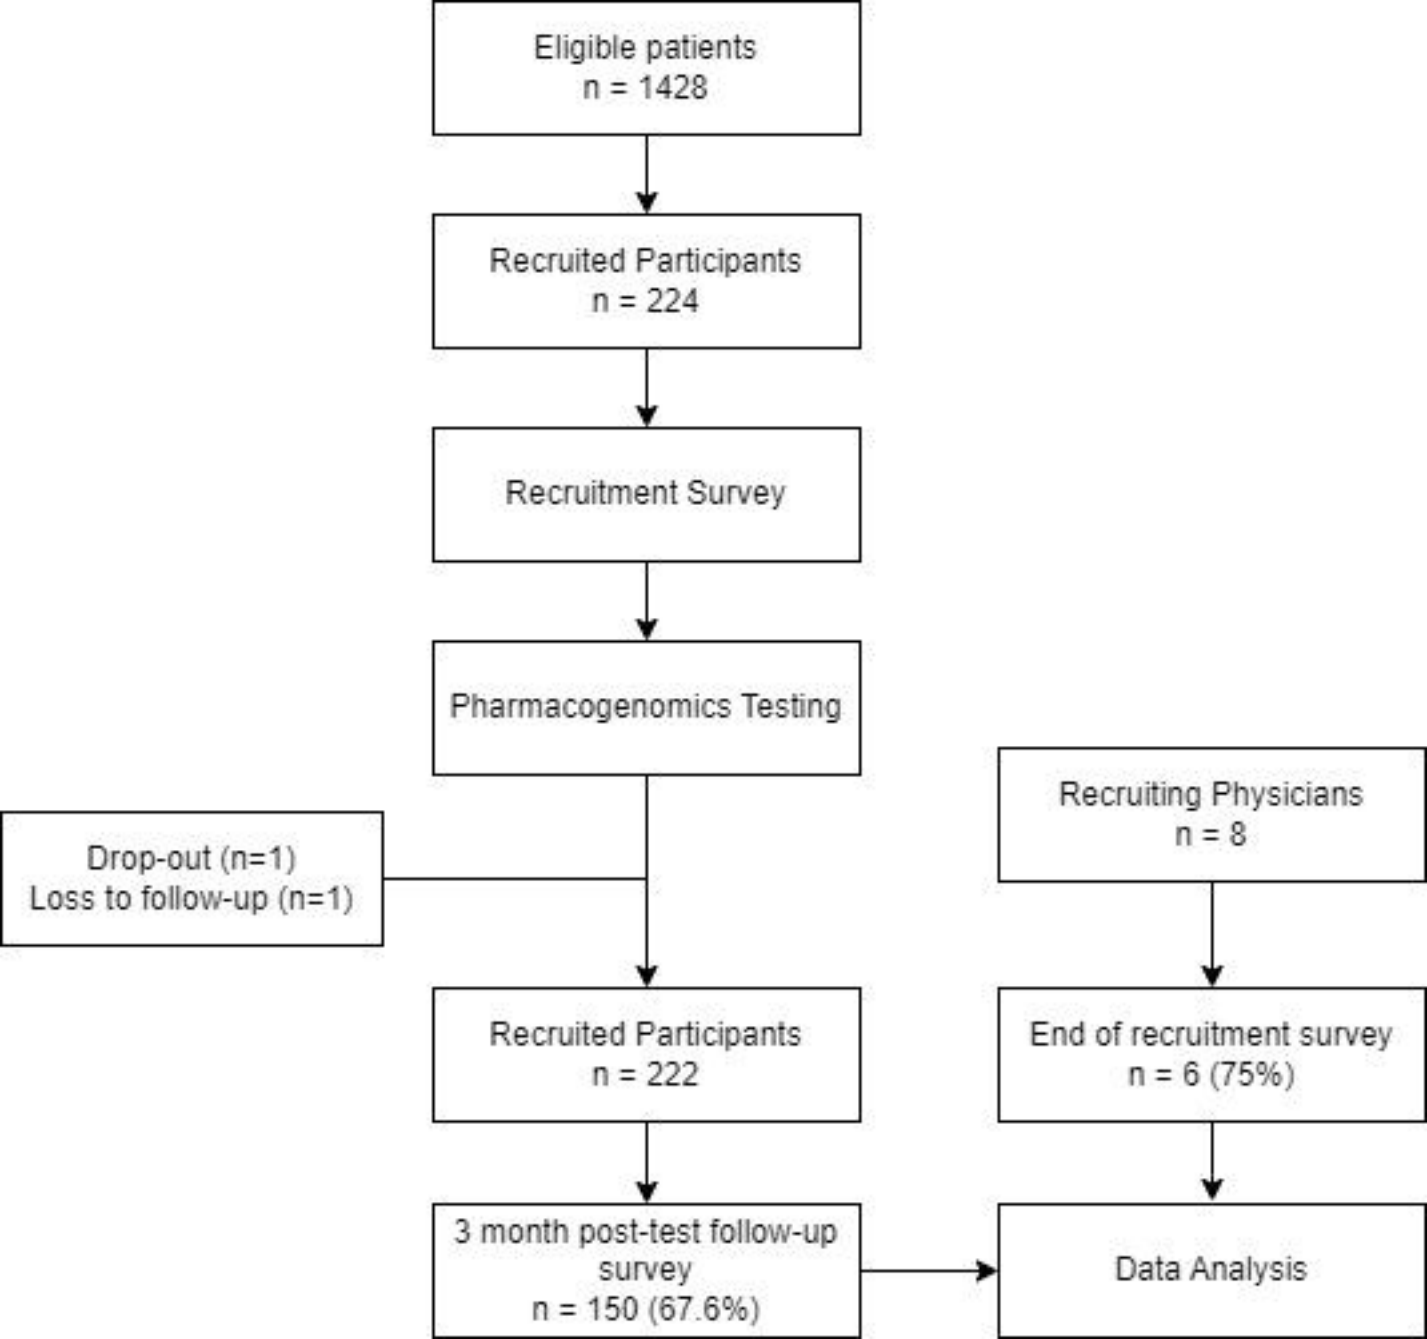 Eligible patients
n = 1428
Recruited Participants
n = 224
Recruitment Survey
Pharmacogenomics Testing
Drop-out (n=1)
Loss to follow-up (n=1)
Recruited Participants
n = 222
3 month post-test follow-up
survey
n = 150 (67.6%)
Recruiting Physicians
n = 8
End of recruitment survey
n = 6 (75%)
Data Analysis